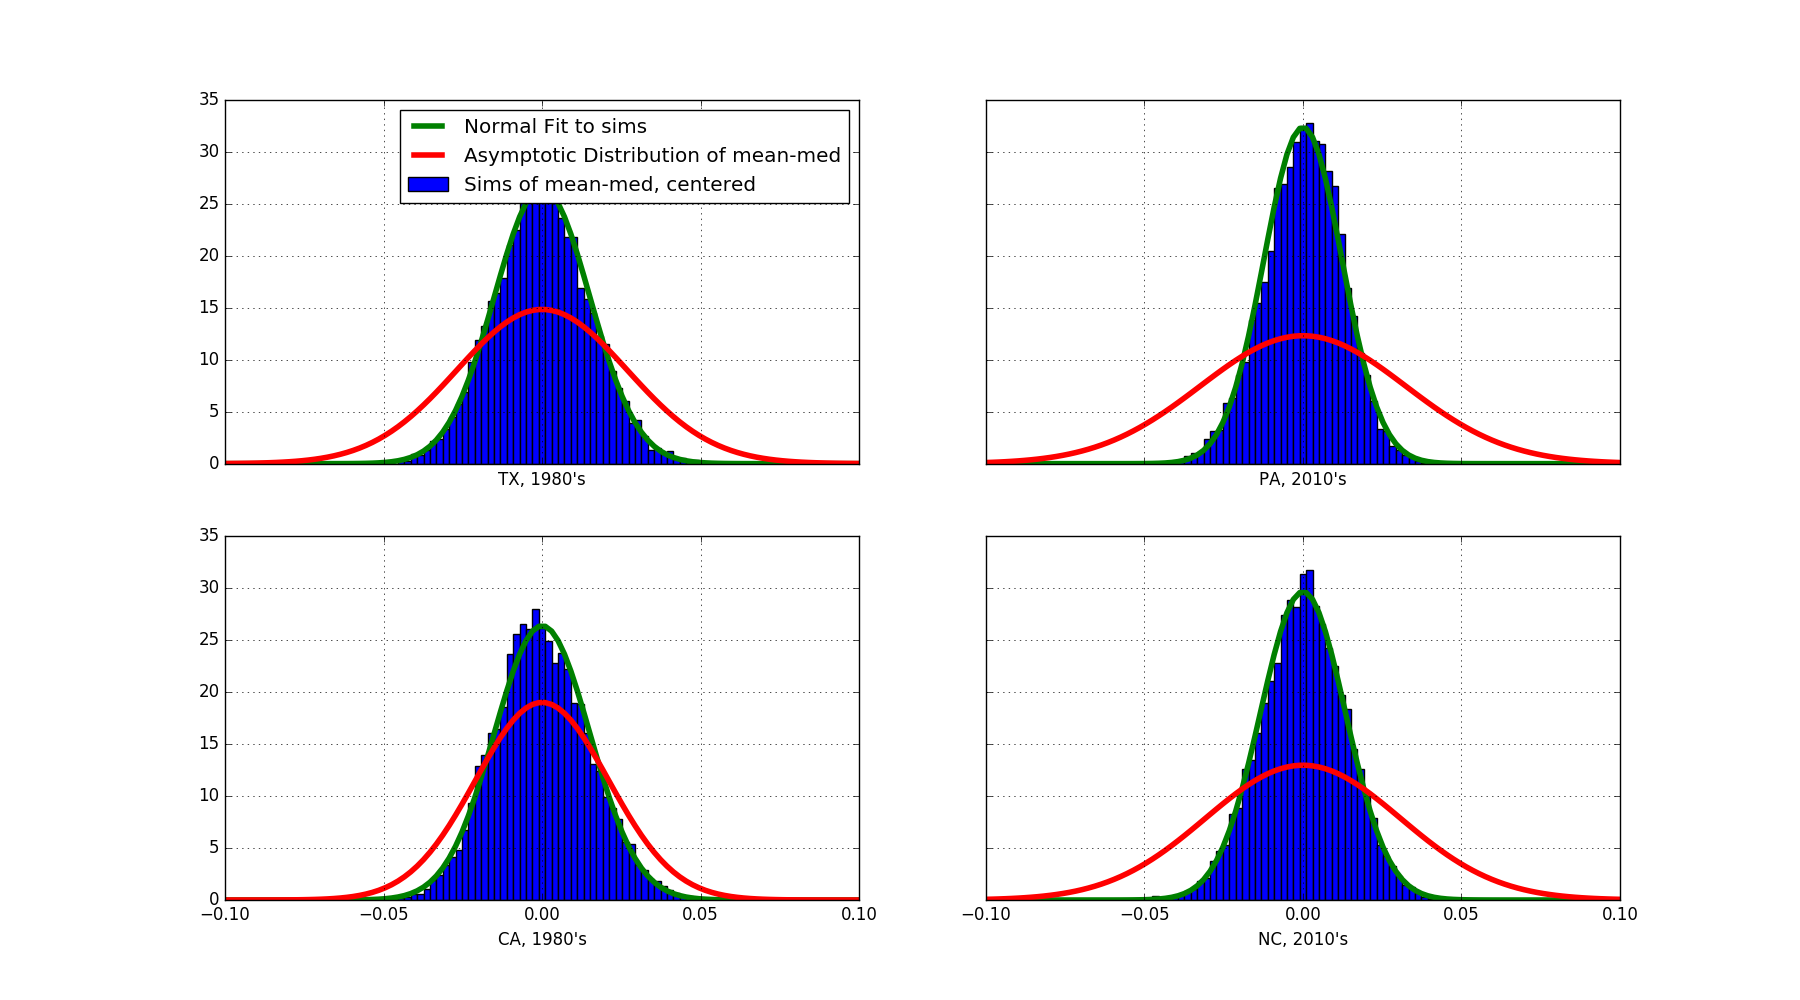 35
30
25
20
15
10
5
0
Normal Fit to sims
Asymptotic Distribution of mean-med
Sims of mean-med, centered
TX, 1980's
PA, 2010's
35
30
25
20
15
10
5
0
−0.10 −0.05 0.00 0.05 0.10
CA, 1980's
−0.10 −0.05 0.00 0.05 0.10
NC, 2010's